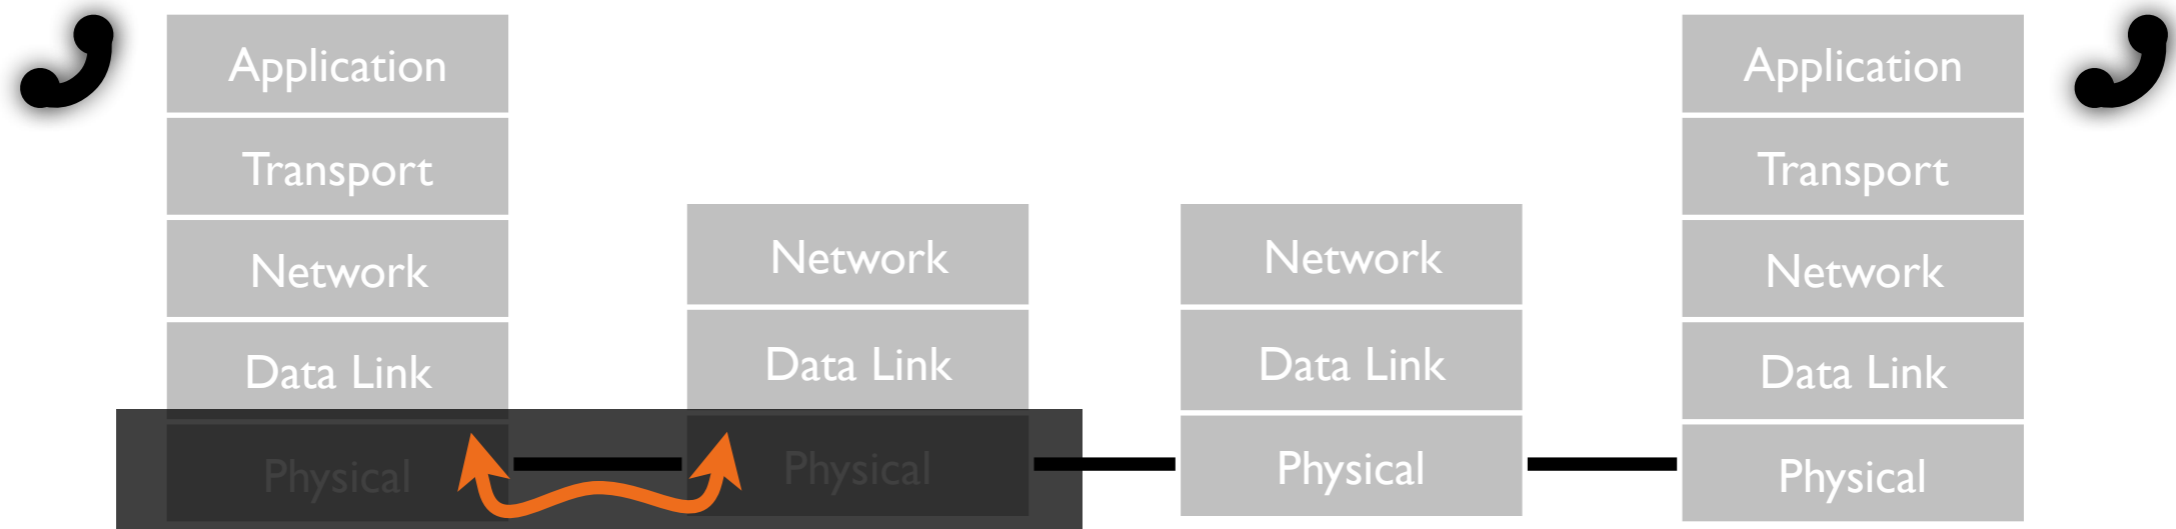 Application
Transport
Network
Data Link
Physical
Network
Data Link
Physical
Network
Data Link
Physical
Application
Transport
Network
Data Link
Physical